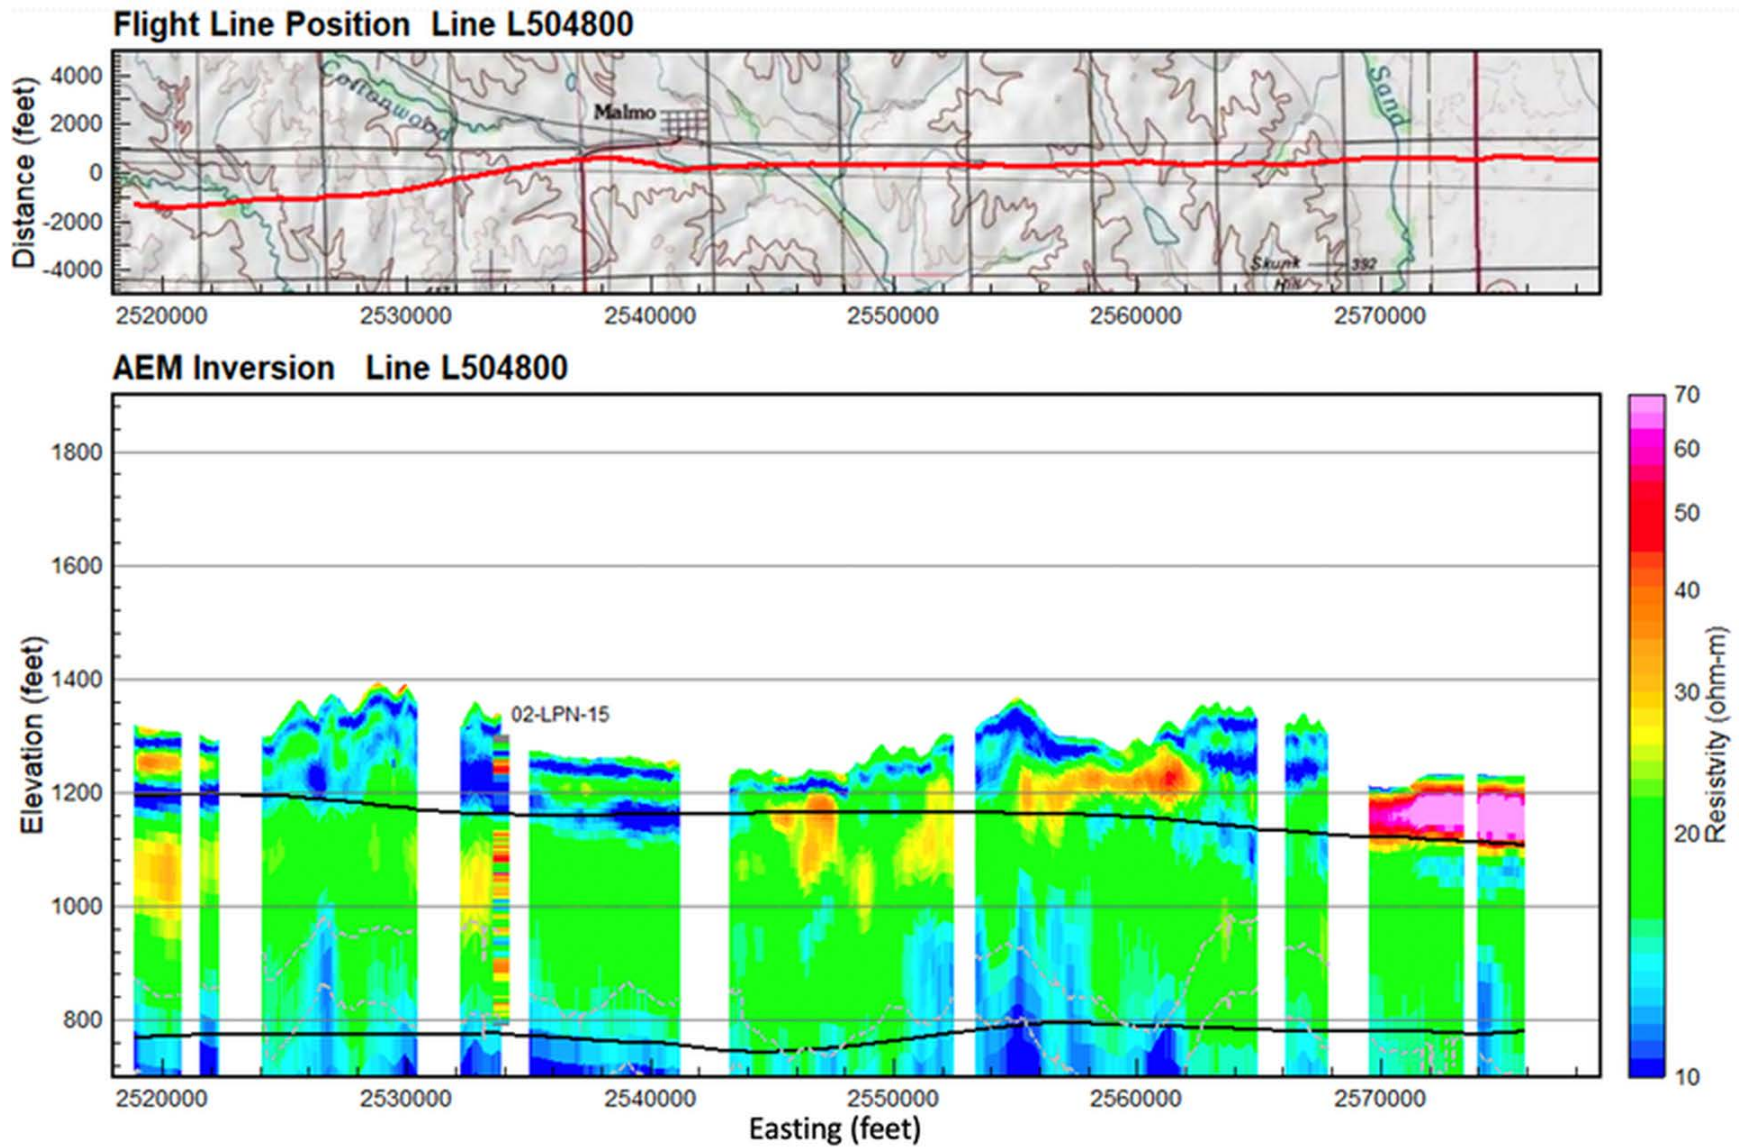 Flight Line Position Line L504800
Distance (feet)
4000
2000
0
-2000
-4000
Cottonwood
Malmo
Sand
Skunk
Hill
392
2520000 2530000 2540000 2550000 2560000 2570000
AEM Inversion Line L504800
Elevation (feet)
1800
1600
1400
1200
1000
800
02-LPN-15
70
60
50
40
30
20
10
Resistvity (ohm-m)
2520000 2530000 2540000 2550000 2560000 2570000
Easting (feet)